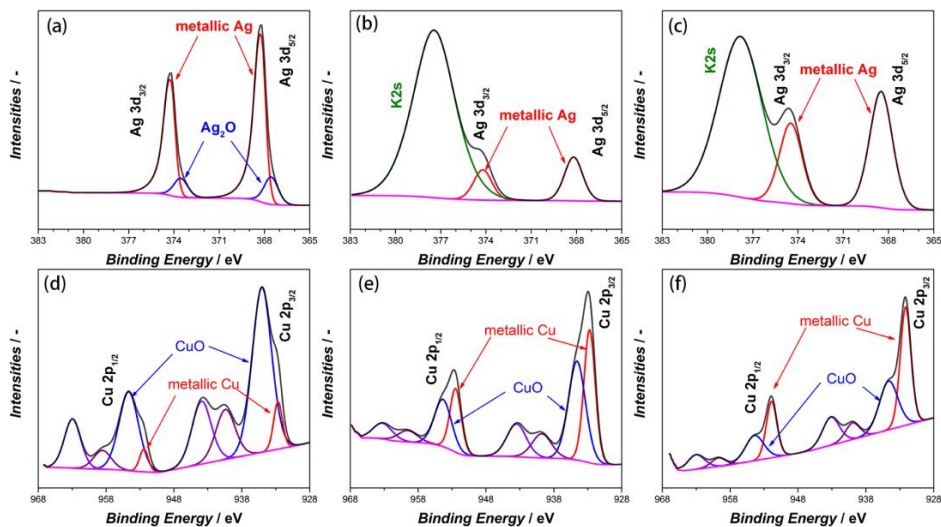 (a)
metallic Ag
Ag 3d5/2
Ag 3d3/2
Ag2O
Intensities / -
383 380 377 374 371 368 365
Binding Energy / eV
(b)
K2s
Ag 3d3/2
metallic Ag
Ag 3d5/2
Intensities / -
383 380 377 374 371 368 365
Binding Energy / eV
(c)
K2s
Ag 3d3/2
metallic Ag
Ag 3d5/2
Intensities / -
383 380 377 374 371 368 365
Binding Energy / eV
(d)
Cu 2p3/2
CuO
Cu 2p1/2
metallic Cu
Intensities / -
968 958 948 938 928
Binding Energy / eV
(e)
Cu 2p3/2
metallic Cu
Cu 2p1/2
CuO
Intensities / -
968 958 948 938 928
Binding Energy / eV
(f)
Cu 2p3/2
metallic Cu
Cu 2p1/2
CuO
Intensities / -
968 958 948 938 928
Binding Energy / eV